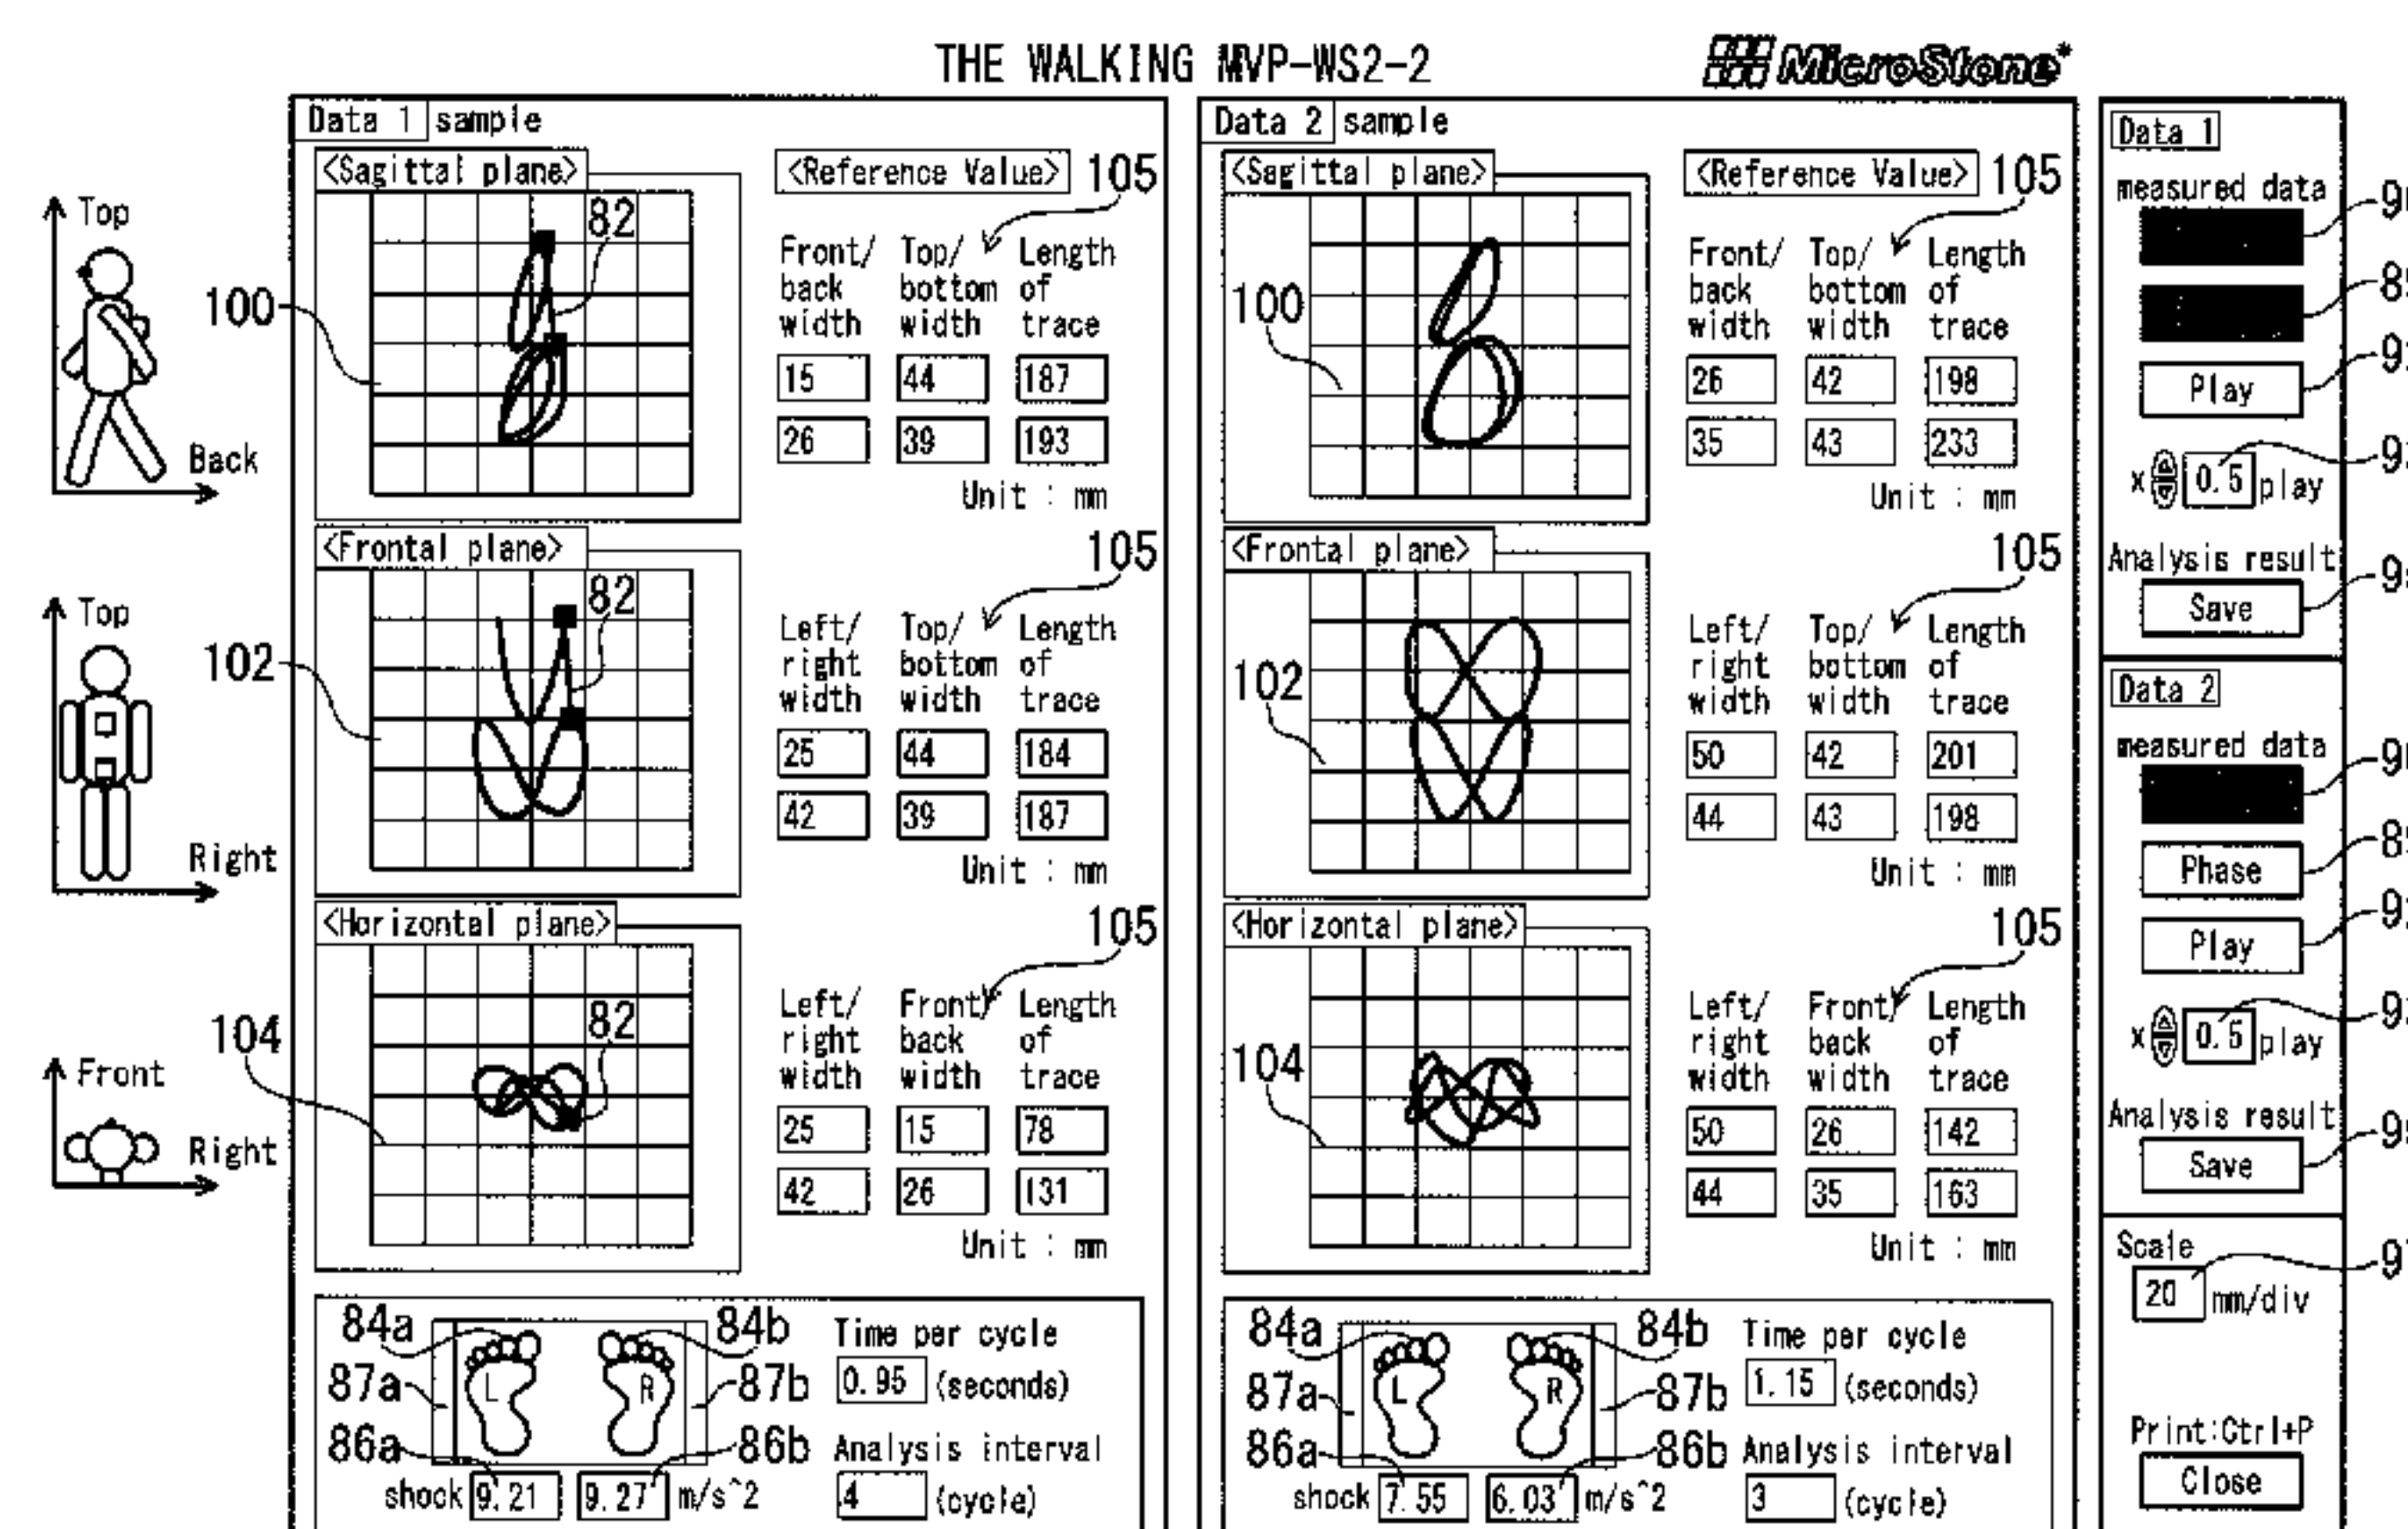 THE WALKING MVP-WS2-2
MicroStone
Top
Back
Top
Right
Front
Right
Data 1 sample
<Sagittal plane>
82
100
<Reference Value> 105
Front/back width Top/bottom width Length of trace
15 44 187
26 39 193
Unit : mm
<Frontal plane>
82
102
105
Left/right width Top/bottom width Length of trace
25 44 184
42 39 187
Unit : mm
<Horizontal plane>
82
104
105
Left/right width Front/back width Length of trace
25 15 78
42 26 131
Unit : mm
84a 84b
87a L R 87b
86a 86b
shock 9.21 9.27 m/s^2
Time per cycle
0.95 (seconds)
Analysis interval
4 (cycle)
Data 2 sample
<Sagittal plane>
100
<Reference Value> 105
Front/back width Top/bottom width Length of trace
26 42 198
35 43 233
Unit : mm
<Frontal plane>
102
105
Left/right width Top/bottom width Length of trace
50 42 201
44 43 198
Unit : mm
<Horizontal plane>
104
105
Left/right width Front/back width Length of trace
50 26 142
44 35 163
Unit : mm
84a 84b
87a L R 87b
86a 86b
shock 7.55 6.03 m/s^2
Time per cycle
1.15 (seconds)
Analysis interval
3 (cycle)
Data 1
measured data
Play
x 0.5 play
Analysis result
Save
Data 2
measured data
Phase
Play
x 0.5 play
Analysis result
Save
Scale
20 mm/div
Print:Ctrl+P
Close